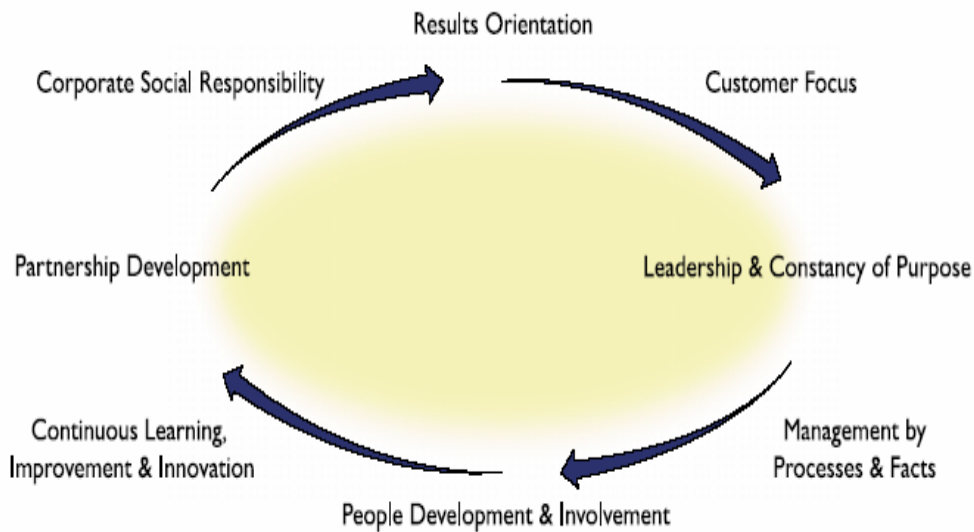 Results Orientation
Corporate Social Responsibility
Customer Focus
Partnership Development
Leadership & Constancy of Purpose
Continuous Learning,
Improvement & Innovation
Management by
Processes & Facts
People Development & Involvement